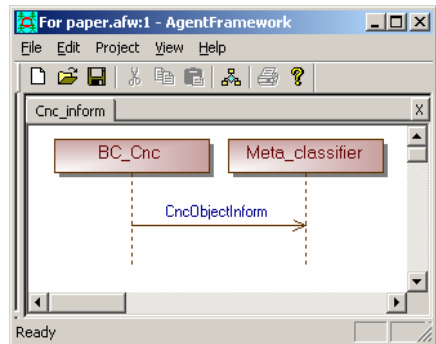 For paper.afw:1 - AgentFramework
File Edit Project View Help
Cnc_inform X
BC_Cnc Meta_classifier
CncObjectInform
Ready